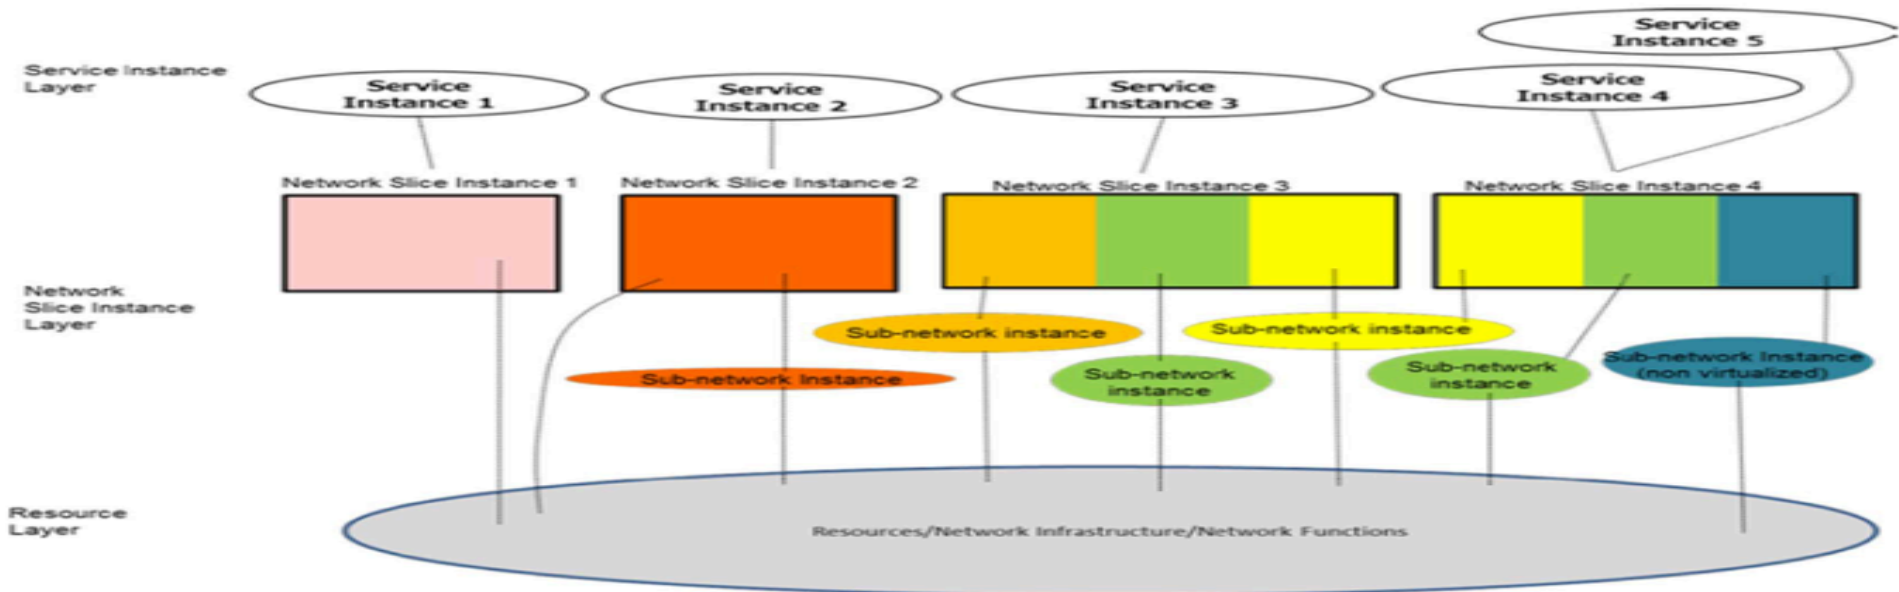 Service
Instance 5
Service Instance
Layer
Service
Instance 1
Service
Instance 2
Service
Instance 3
Service
Instance 4
Network Slice Instance 1
Network Slice Instance 2
Network Slice Instance 3
Network Slice Instance 4
Network
Slice Instance
Layer
Sub-network instance
Sub-network instance
Sub-network Instance
Sub-network
instance
Sub-network
instance
Sub-network Instance
(non virtualized)
Resource
Layer
Resources/Network Infrastructure/Network Functions